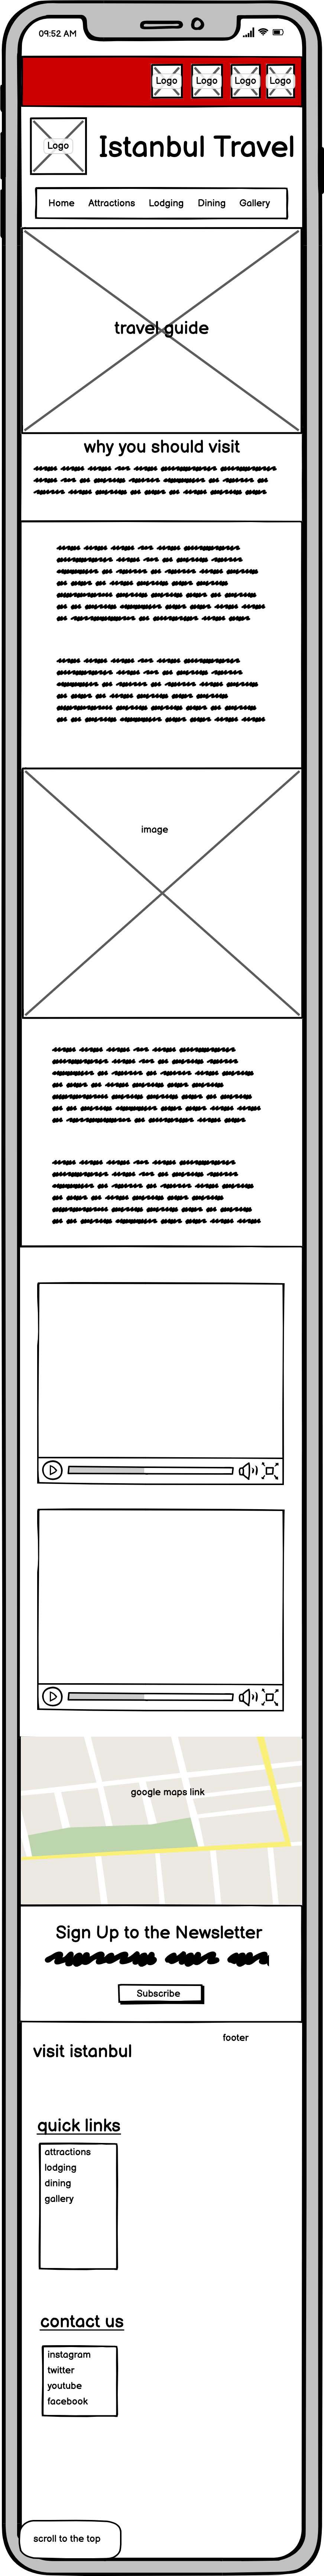 09:52 AM
Logo Logo Logo Logo
Logo
Istanbul Travel
Home Attractions Lodging Dining Gallery
travel guide
why you should visit
image
google maps link
Sign Up to the Newsletter
Subscribe
footer
visit istanbul
quick links
attractions
lodging
dining
gallery
contact us
instagram
twitter
youtube
facebook
scroll to the top